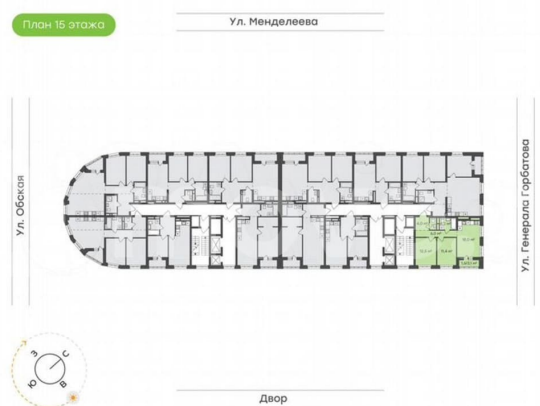 План 15 этажа
Ул. Менделеева
Ул. Обская
Ул. Генерала Горбатова
Двор
З
С
Ю
В